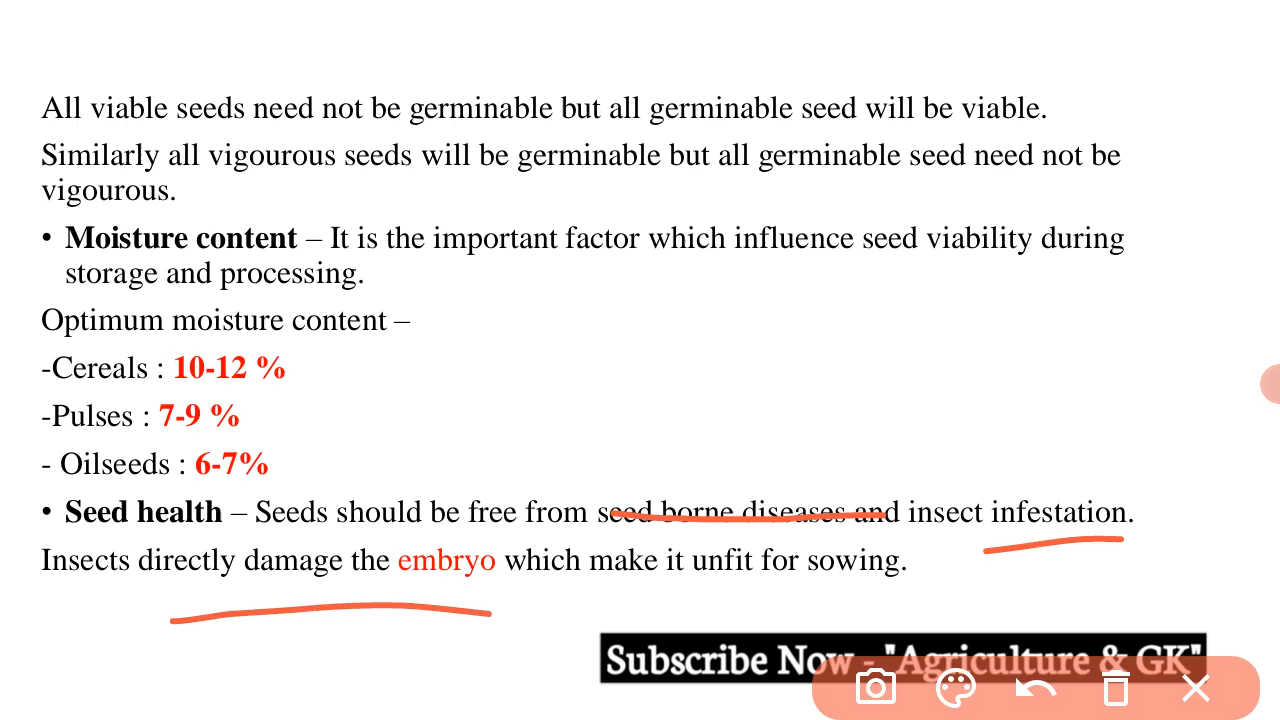 All viable seeds need not be germinable but all germinable seed will be viable.
Similarly all vigourous seeds will be germinable but all germinable seed need not be
vigourous.
• Moisture content – It is the important factor which influence seed viability during
storage and processing.
Optimum moisture content –
-Cereals : 10-12 %
-Pulses : 7-9 %
- Oilseeds : 6-7%
• Seed health – Seeds should be free from seed borne diseases and insect infestation.
Insects directly damage the embryo which make it unfit for sowing.
Subscribe Now - "Agriculture & GK"